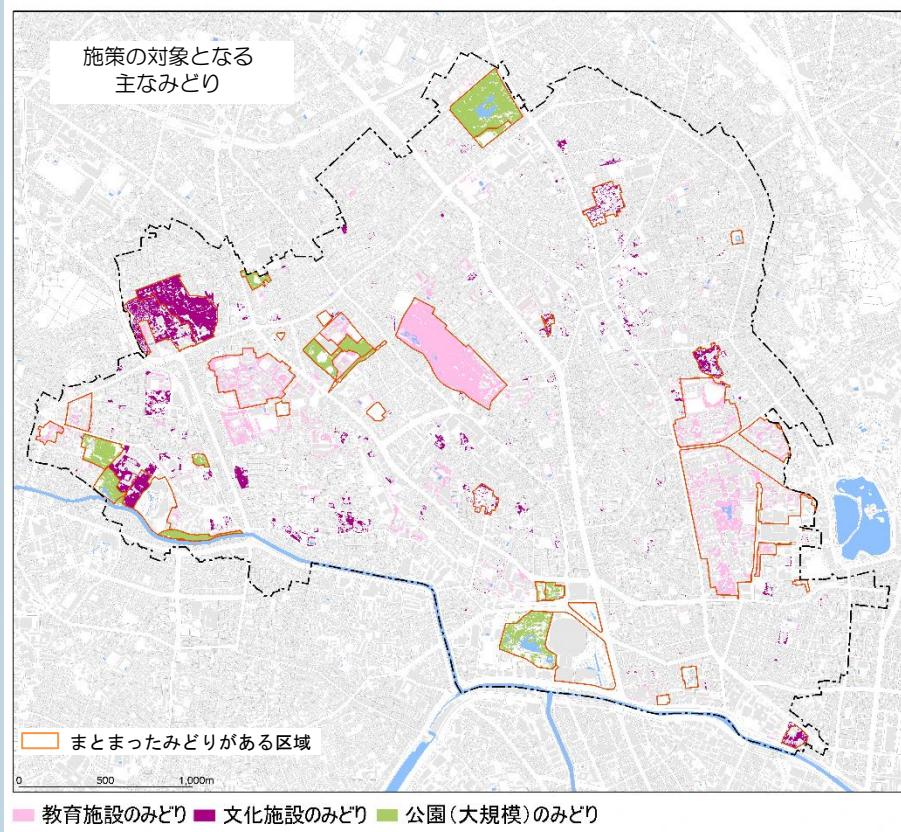 施策の対象となる
主なみどり
まとまったみどりがある区域
0 500 1,000m
教育施設のみどり 文化施設のみどり 公園(大規模)のみどり